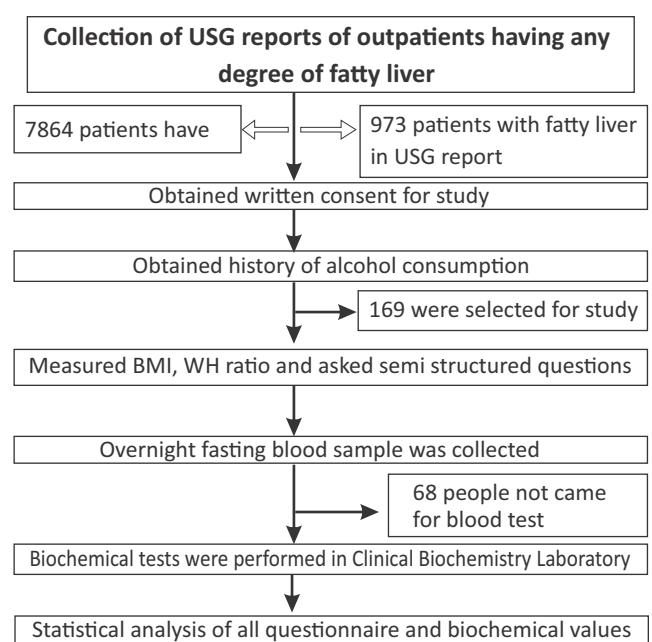 Collection of USG reports of outpatients having any
degree of fatty liver
7864 patients have
973 patients with fatty liver
in USG report
Obtained written consent for study
Obtained history of alcohol consumption
169 were selected for study
Measured BMI, WH ratio and asked semi structured questions
Overnight fasting blood sample was collected
68 people not came
for blood test
Biochemical tests were performed in Clinical Biochemistry Laboratory
Statistical analysis of all questionnaire and biochemical values